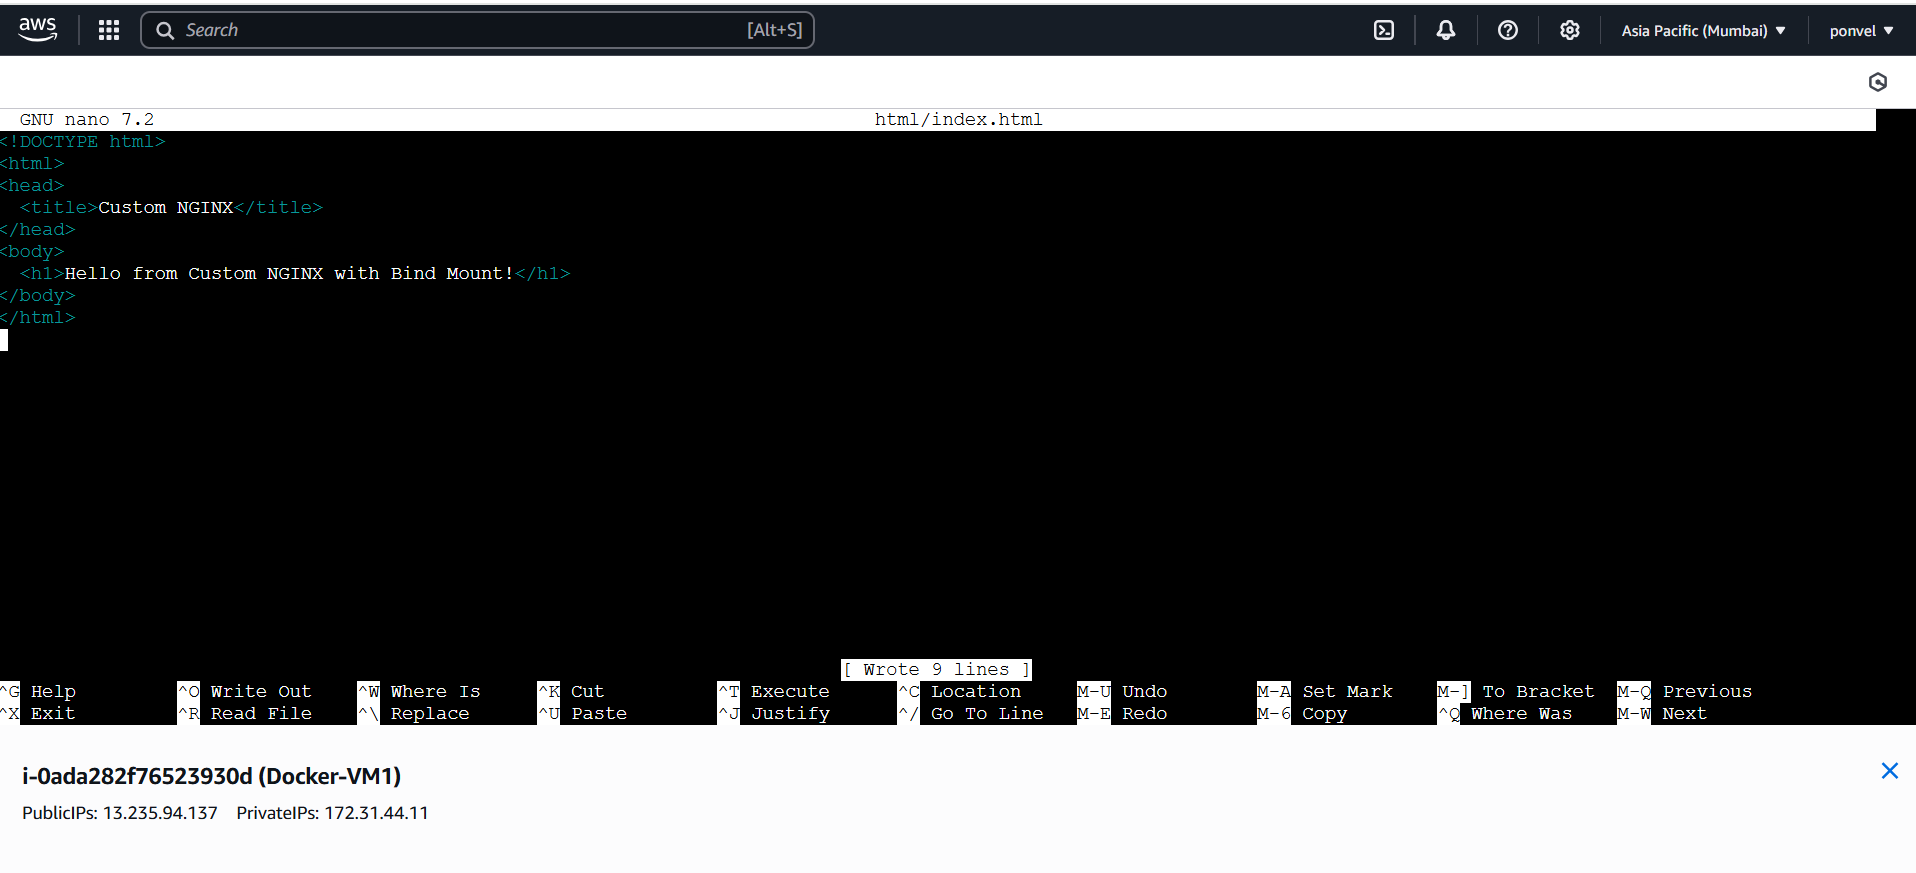 aws
Search [Alt+S] Asia Pacific (Mumbai) ponvel
GNU nano 7.2 html/index.html
<!DOCTYPE html>
<html>
<head>
  <title>Custom NGINX</title>
</head>
<body>
  <h1>Hello from Custom NGINX with Bind Mount!</h1>
</body>
</html>
[ Wrote 9 lines ]
^G Help ^O Write Out ^W Where Is ^K Cut ^T Execute ^C Location M-U Undo M-A Set Mark M-] To Bracket M-Q Previous
^X Exit ^R Read File ^\ Replace ^U Paste ^J Justify ^/ Go To Line M-E Redo M-6 Copy ^Q Where Was M-W Next
i-0ada282f76523930d (Docker-VM1)
PublicIPs: 13.235.94.137 PrivateIPs: 172.31.44.11